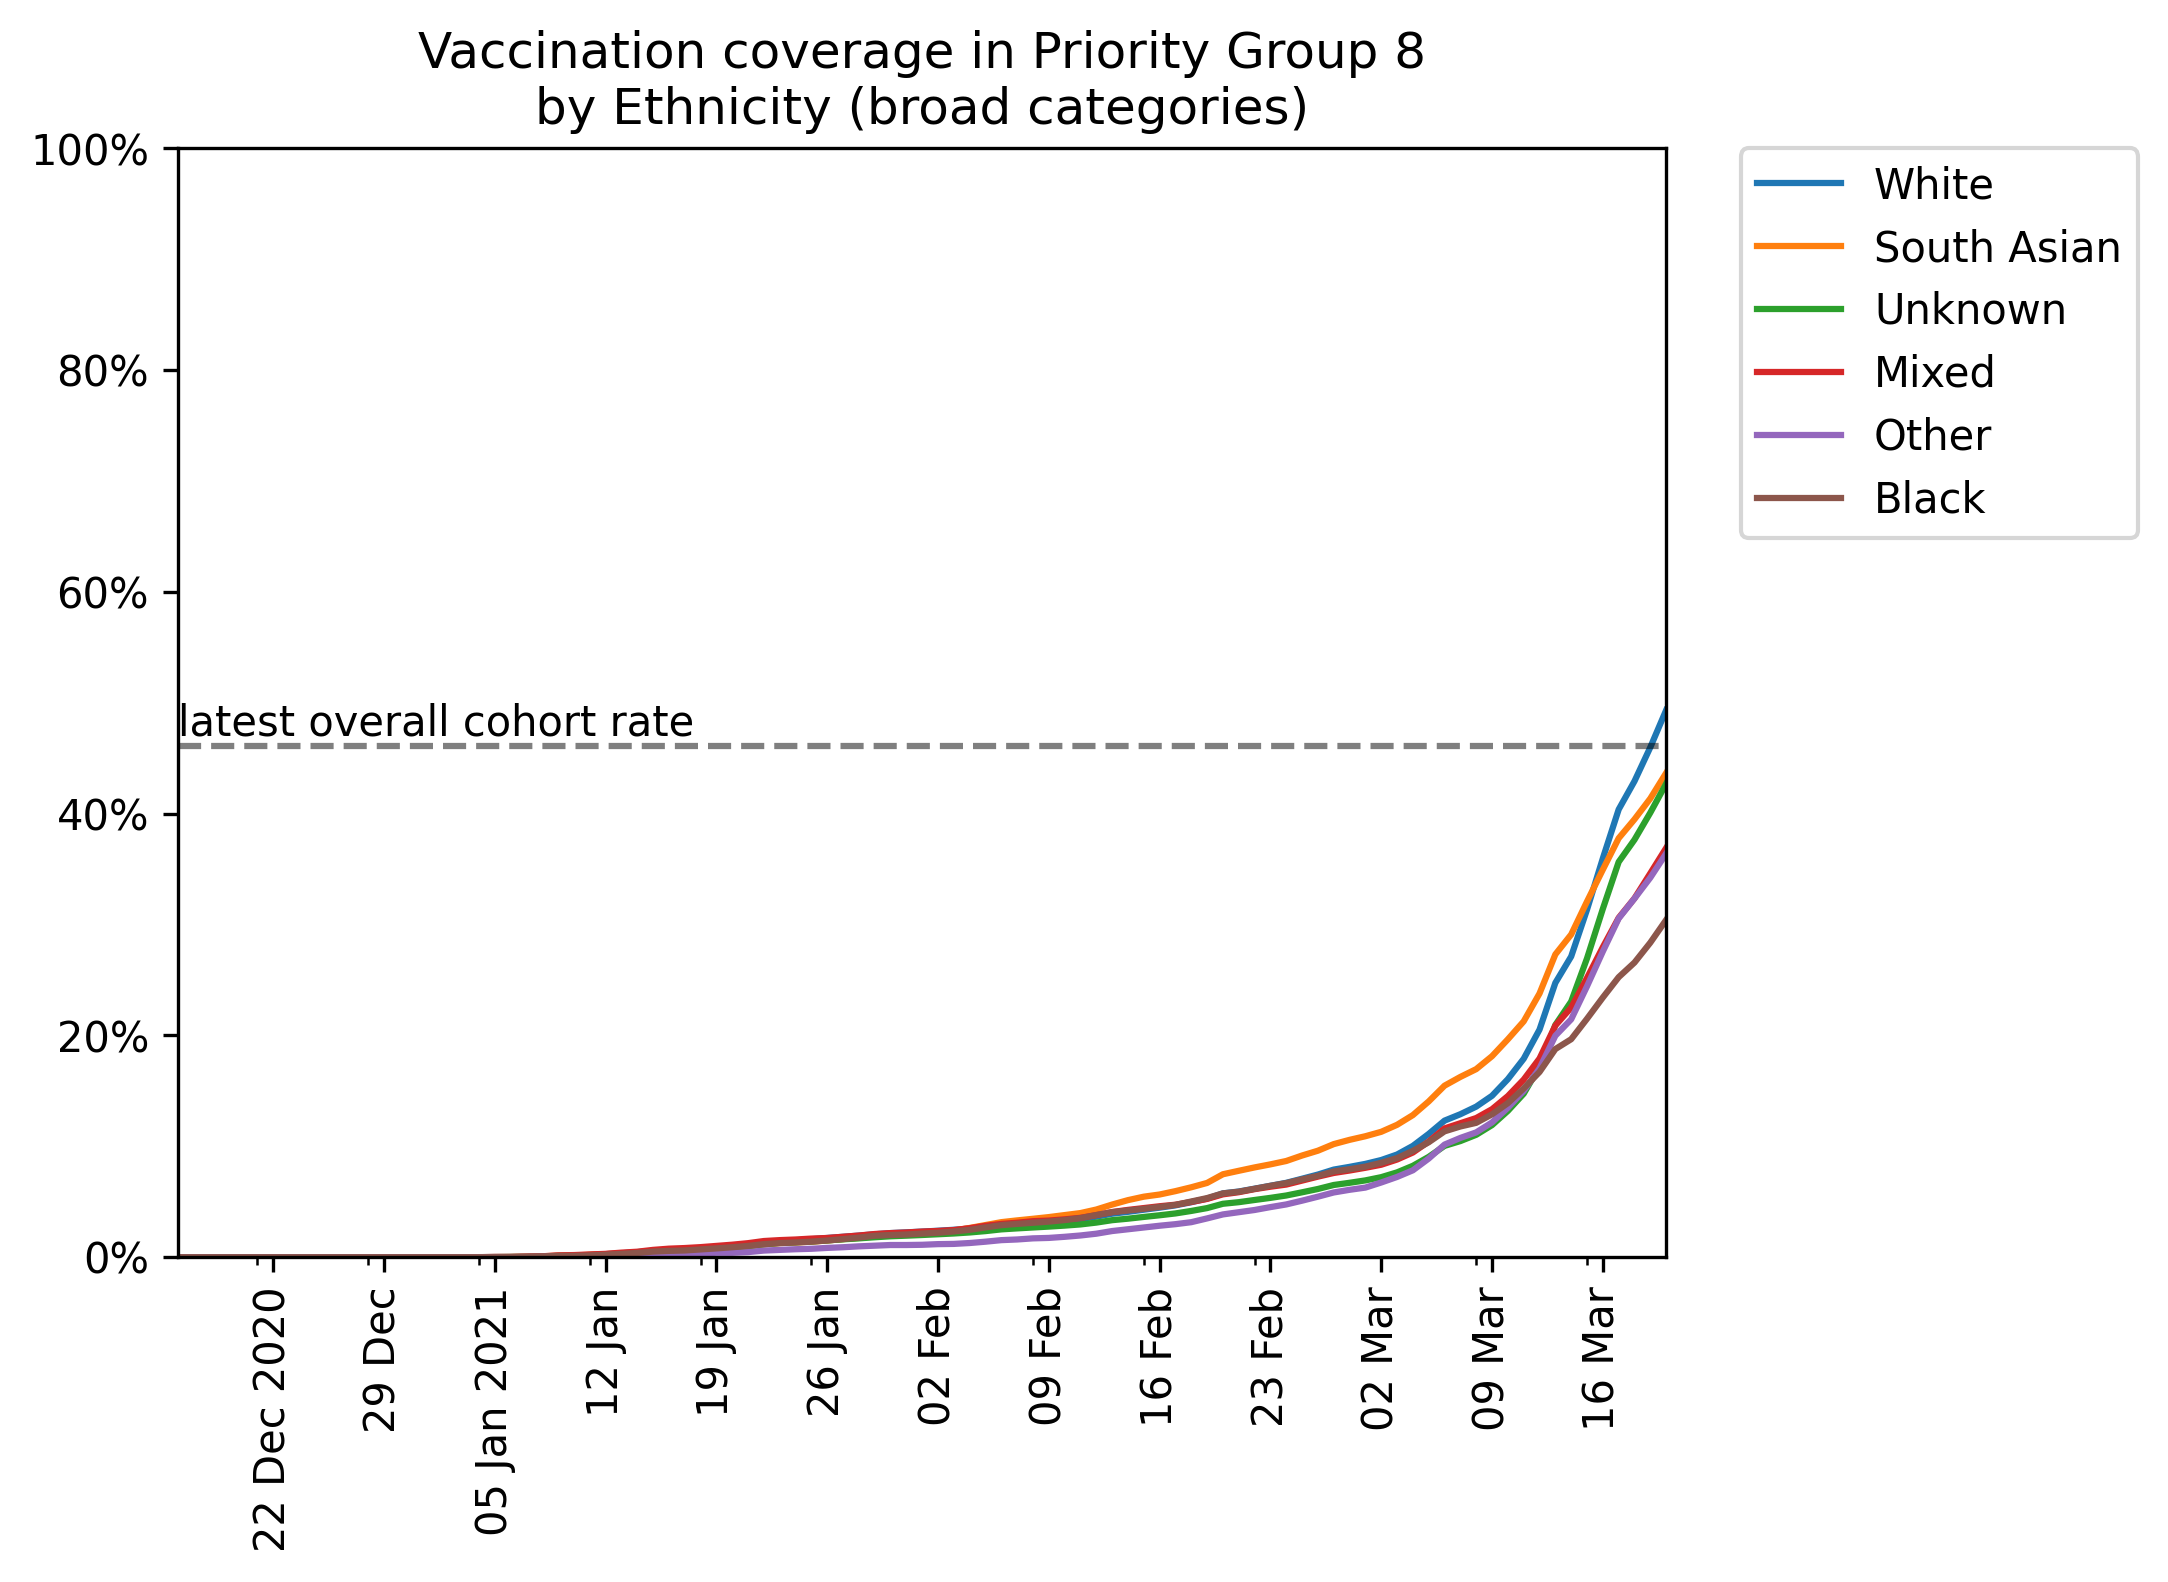 Vaccination coverage in Priority Group 8
by Ethnicity (broad categories)
100%
80%
60%
40%
20%
0%
latest overall cohort rate
White
South Asian
Unknown
Mixed
Other
Black
22 Dec 2020
29 Dec
05 Jan 2021
12 Jan
19 Jan
26 Jan
02 Feb
09 Feb
16 Feb
23 Feb
02 Mar
09 Mar
16 Mar